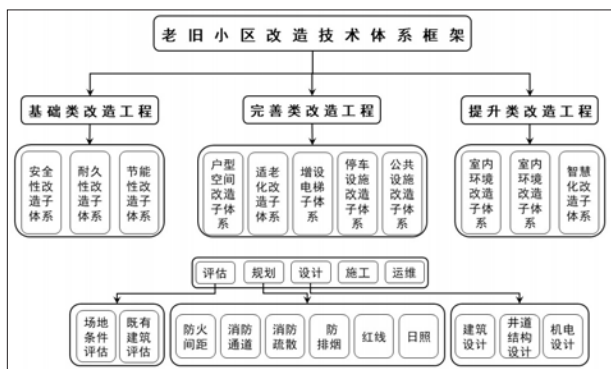 老旧小区改造技术体系框架
基础类改造工程
完善类改造工程
提升类改造工程
安全
性改
造子
体系
耐久
性改
造子
体系
节能
性改
造子
体系
户型
空间
改造
子体
系
适老
化改
造子
体系
增设
电梯
子体
系
停车
设施
改造
子体
系
公共
设施
改造
子体
系
室内
环境
改造
子体
系
室内
环境
改造
子体
系
智慧
化改
造子
体系
评估
规划
设计
施工
运维
场地
条件
评估
既有
建筑
评估
防火
间距
消防
通道
消防
疏散
防
排烟
红线
日照
建筑
设计
井道
结构
设计
机电
设计